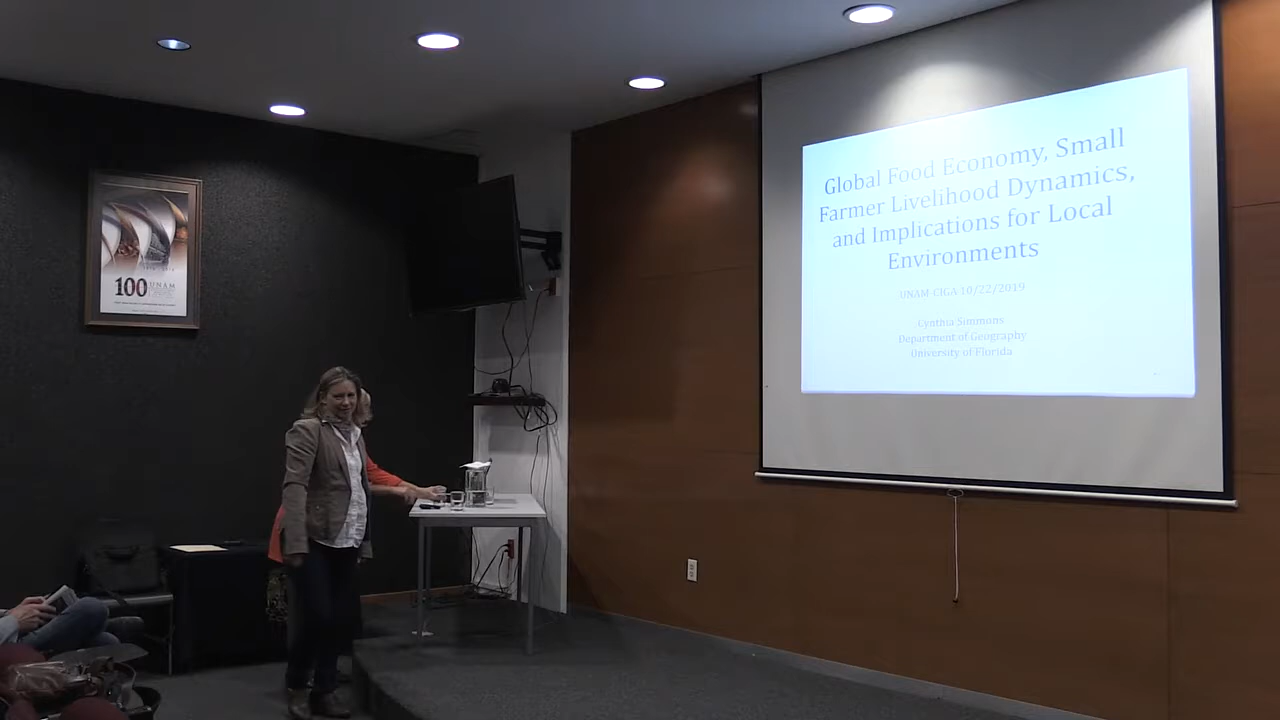 Global Food Economy, Small
Farmer Livelihood Dynamics,
and Implications for Local
Environments
UNAM-CIGA 10/22/2019
Cynthia Simmons
Department of Geography
University of Florida
100 UNAM